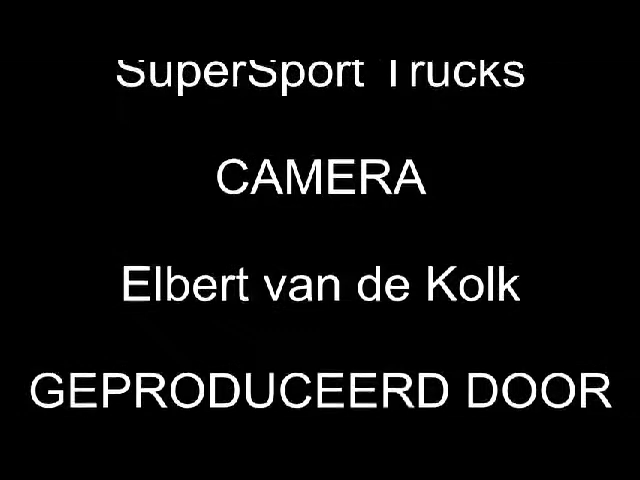 SuperSport Trucks
CAMERA
Elbert van de Kolk
GEPRODUCEERD DOOR